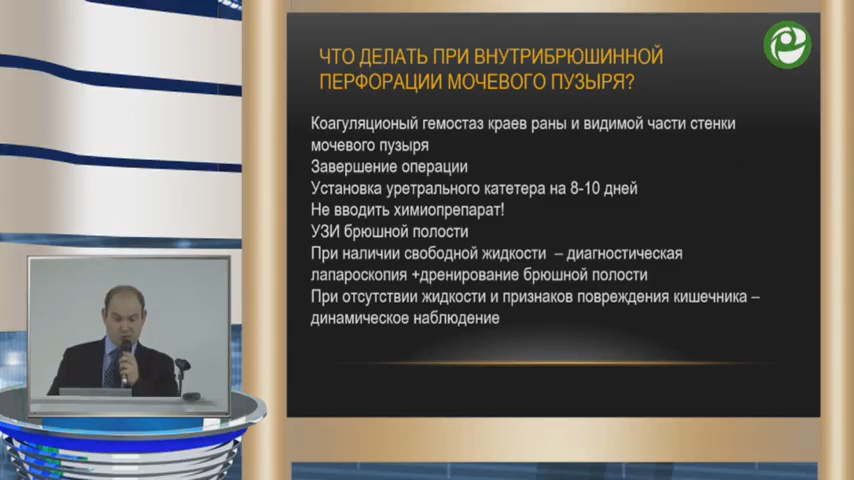 ЧТО ДЕЛАТЬ ПРИ ВНУТРИБРЮШИННОЙ
ПЕРФОРАЦИИ МОЧЕВОГО ПУЗЫРЯ?
Коагуляционый гемостаз краев раны и видимой части стенки
мочевого пузыря
Завершение операции
Установка уретрального катетера на 8-10 дней
Не вводить химиопрепарат!
УЗИ брюшной полости
При наличии свободной жидкости – диагностическая
лапароскопия +дренирование брюшной полости
При отсутствии жидкости и признаков повреждения кишечника –
динамическое наблюдение